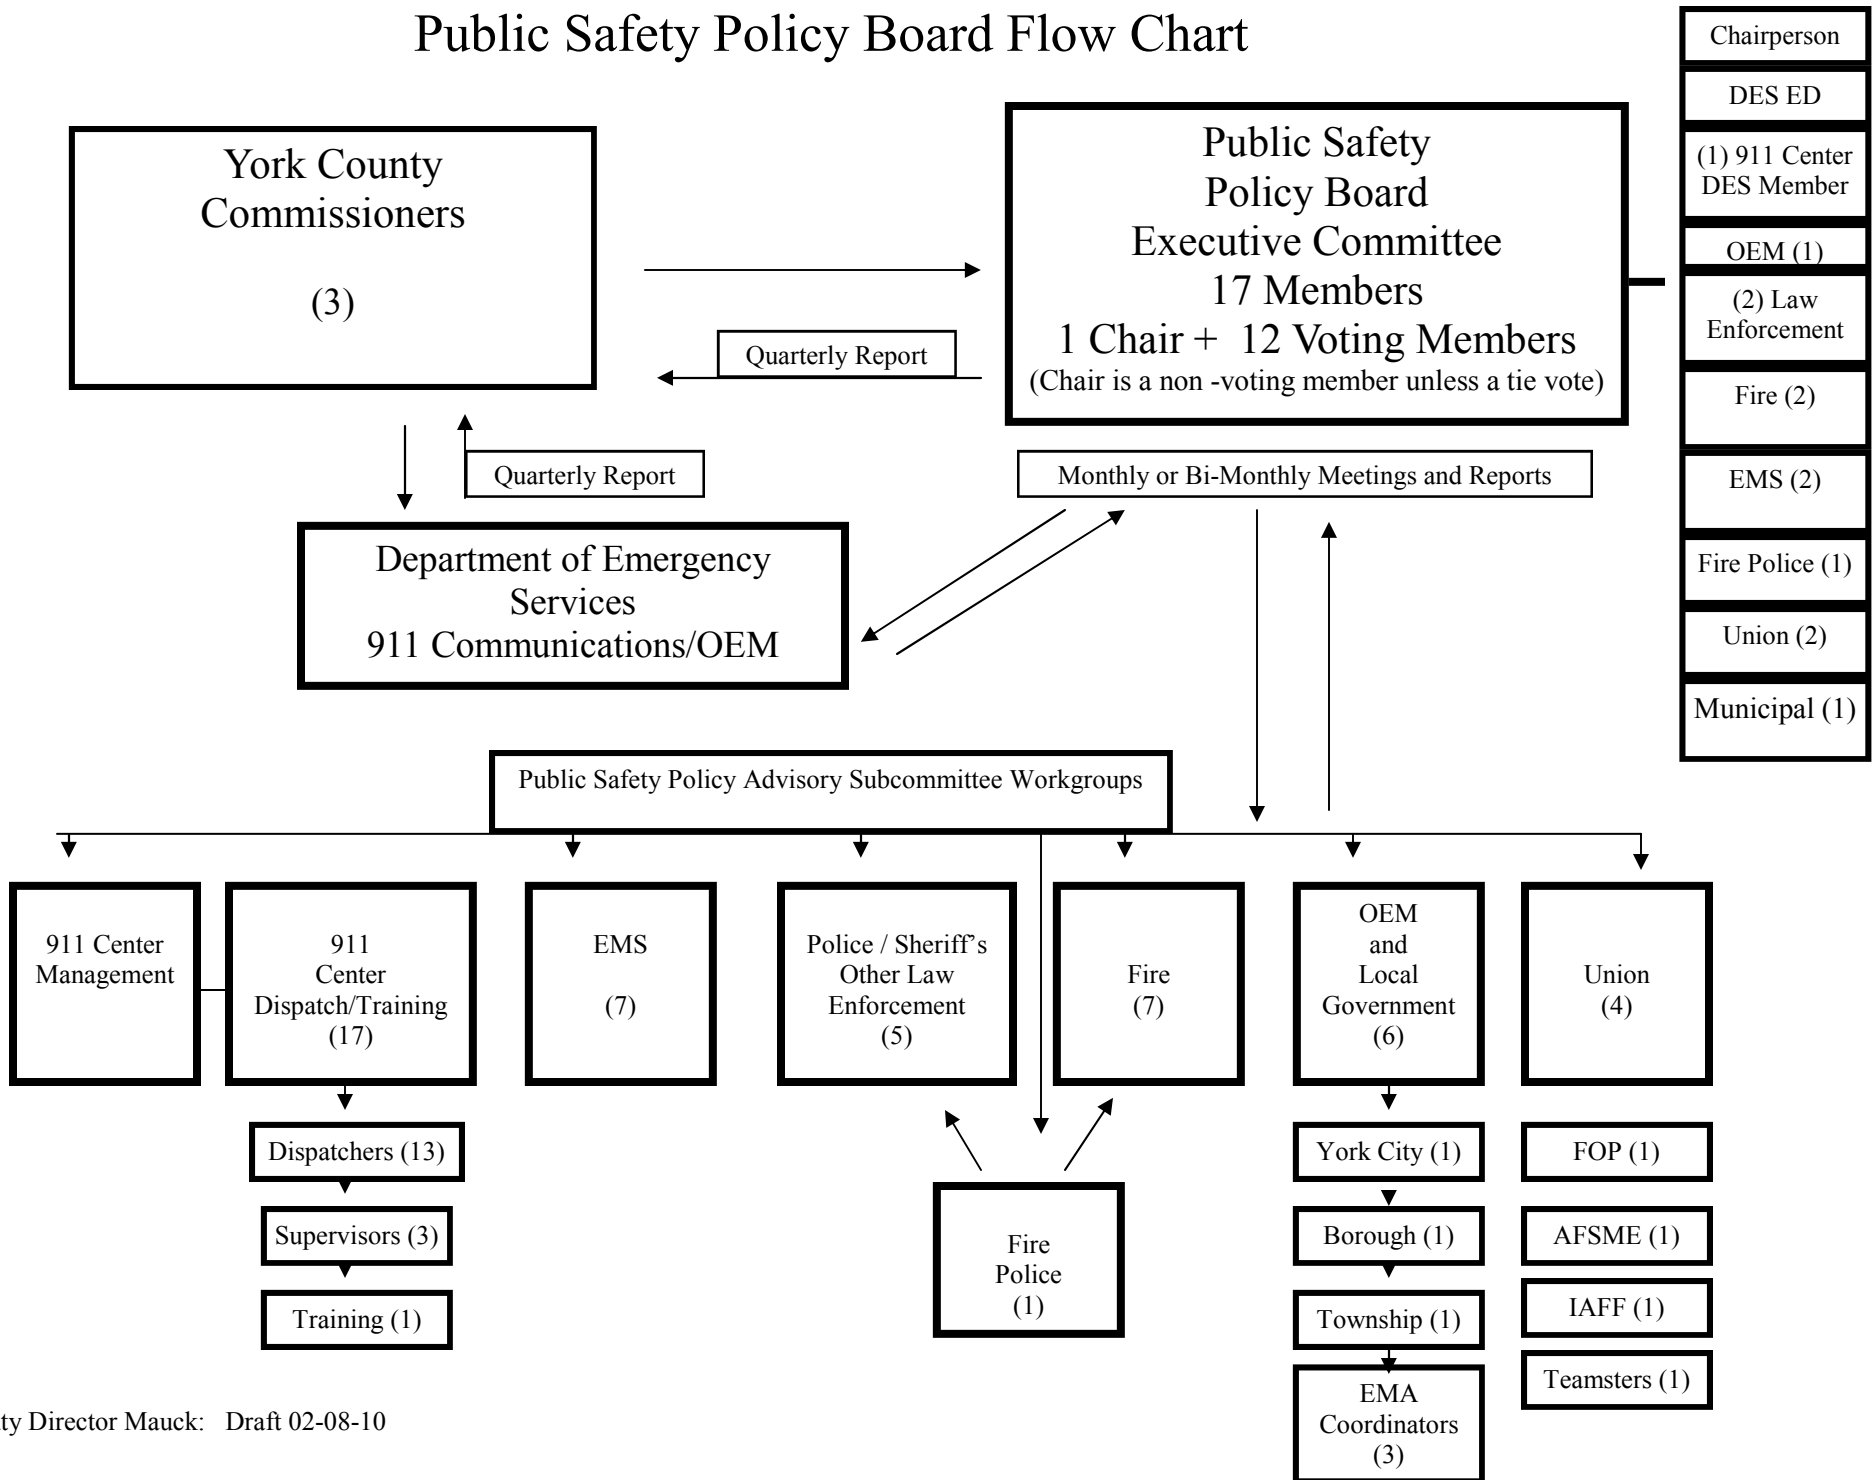 Public Safety Policy Board Flow Chart
York County
Commissioners
(3)
Public Safety
Policy Board
Executive Committee
17 Members
1 Chair + 12 Voting Members
(Chair is a non -voting member unless a tie vote)
Quarterly Report
Quarterly Report
Monthly or Bi-Monthly Meetings and Reports
Department of Emergency
Services
911 Communications/OEM
Chairperson
DES ED
(1) 911 Center
DES Member
OEM (1)
(2) Law
Enforcement
Fire (2)
EMS (2)
Fire Police (1)
Union (2)
Municipal (1)
Public Safety Policy Advisory Subcommittee Workgroups
911 Center
Management
911
Center
Dispatch/Training
(17)
EMS
(7)
Police / Sheriff's
Other Law
Enforcement
(5)
Fire
(7)
OEM
and
Local
Government
(6)
Union
(4)
Dispatchers (13)
Supervisors (3)
Training (1)
Fire
Police
(1)
York City (1)
Borough (1)
Township (1)
EMA
Coordinators
(3)
FOP (1)
AFSME (1)
IAFF (1)
Teamsters (1)
ty Director Mauck: Draft 02-08-10